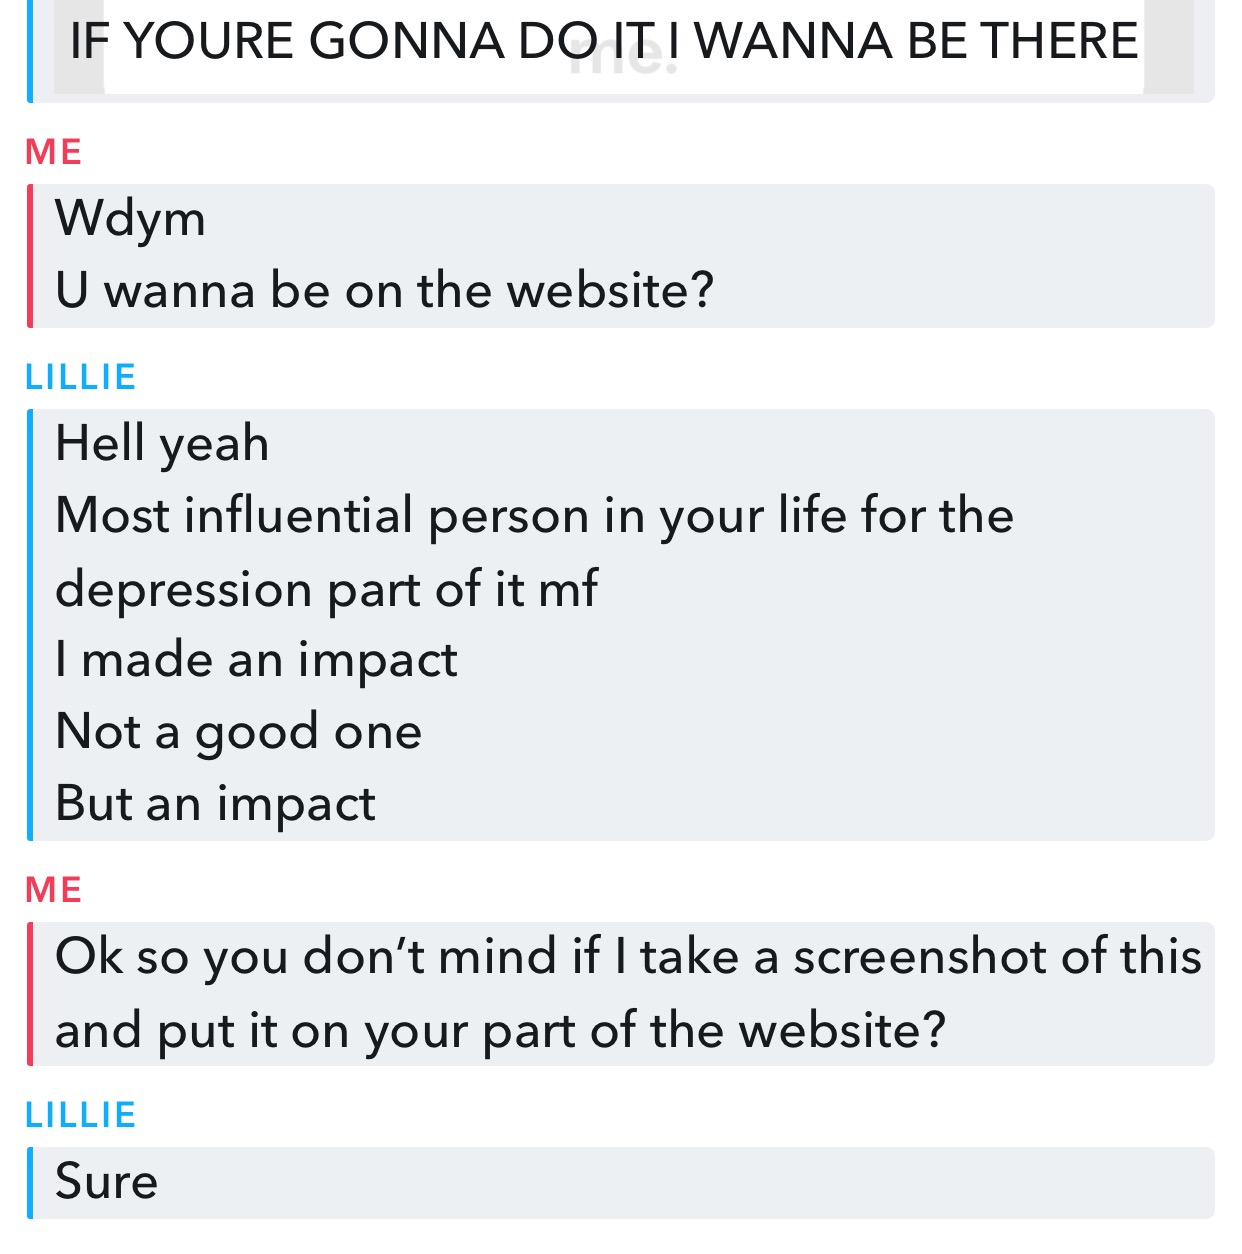 IF YOURE GONNA DO IT I WANNA BE THERE
me.
ME
Wdym
U wanna be on the website?
LILLIE
Hell yeah
Most influential person in your life for the
depression part of it mf
I made an impact
Not a good one
But an impact
ME
Ok so you don’t mind if I take a screenshot of this
and put it on your part of the website?
LILLIE
Sure